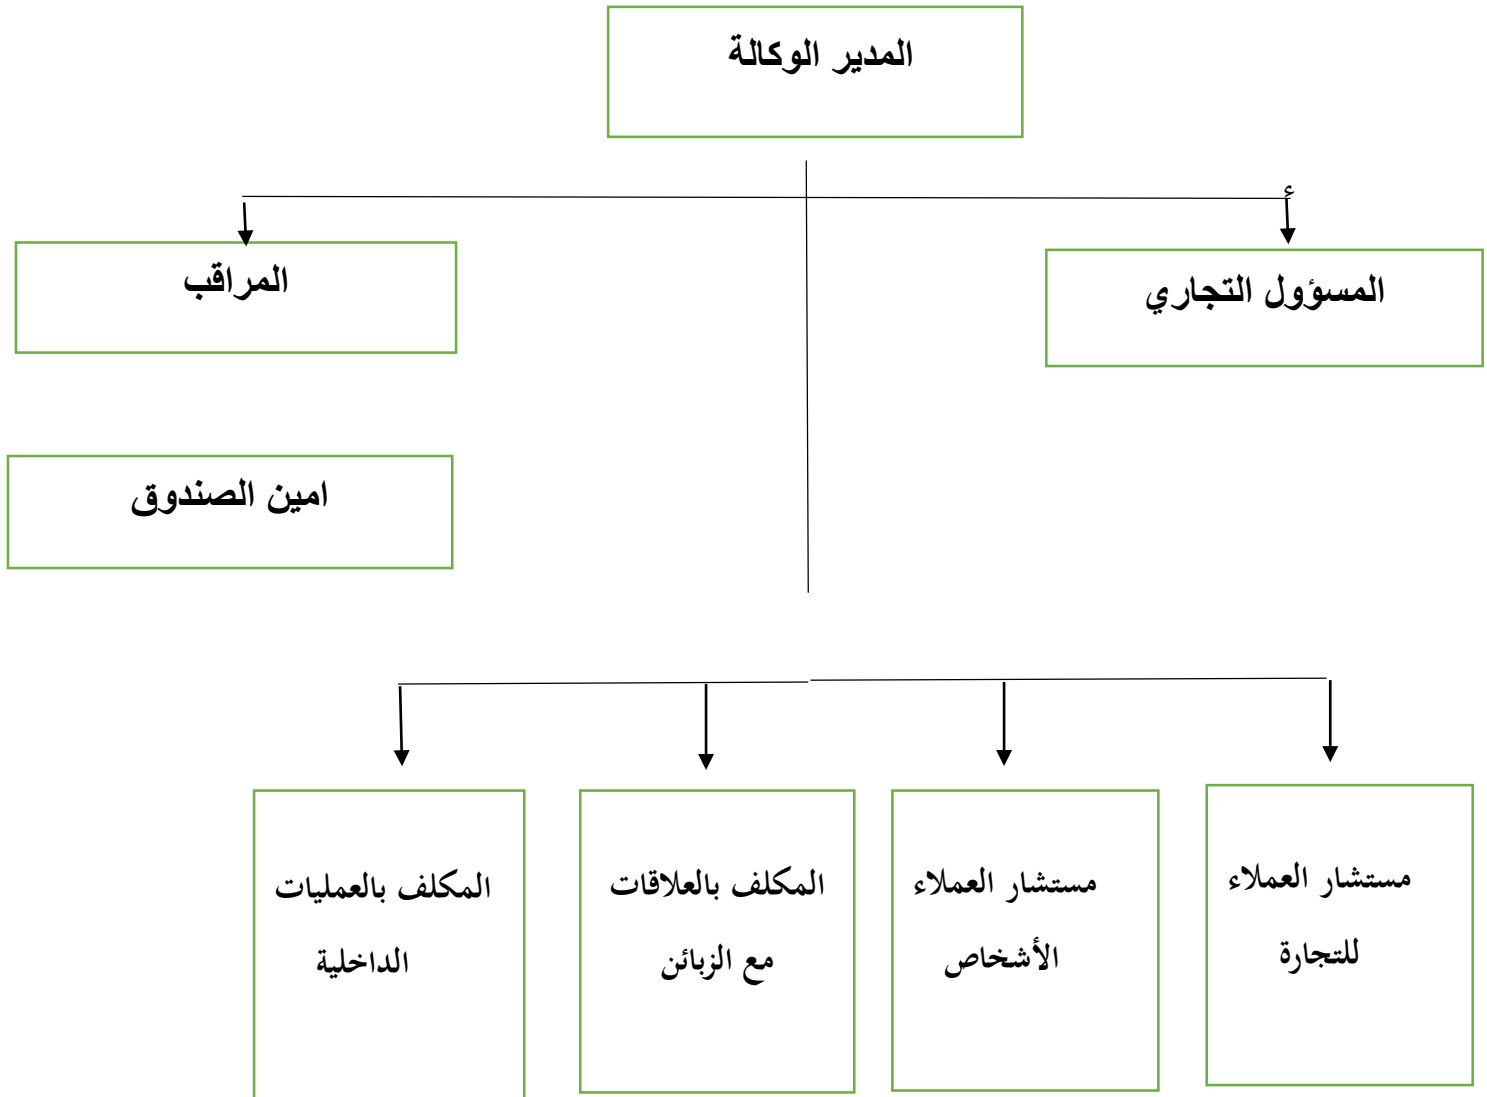 المدير الوكالة
ئ
المسؤول التجاري
المراقب
امين الصندوق
مستشار العملاء
للتجارة
مستشار العملاء
الأشخاص
المكلف بالعلاقات
مع الزبائن
المكلف بالعمليات
الداخلية